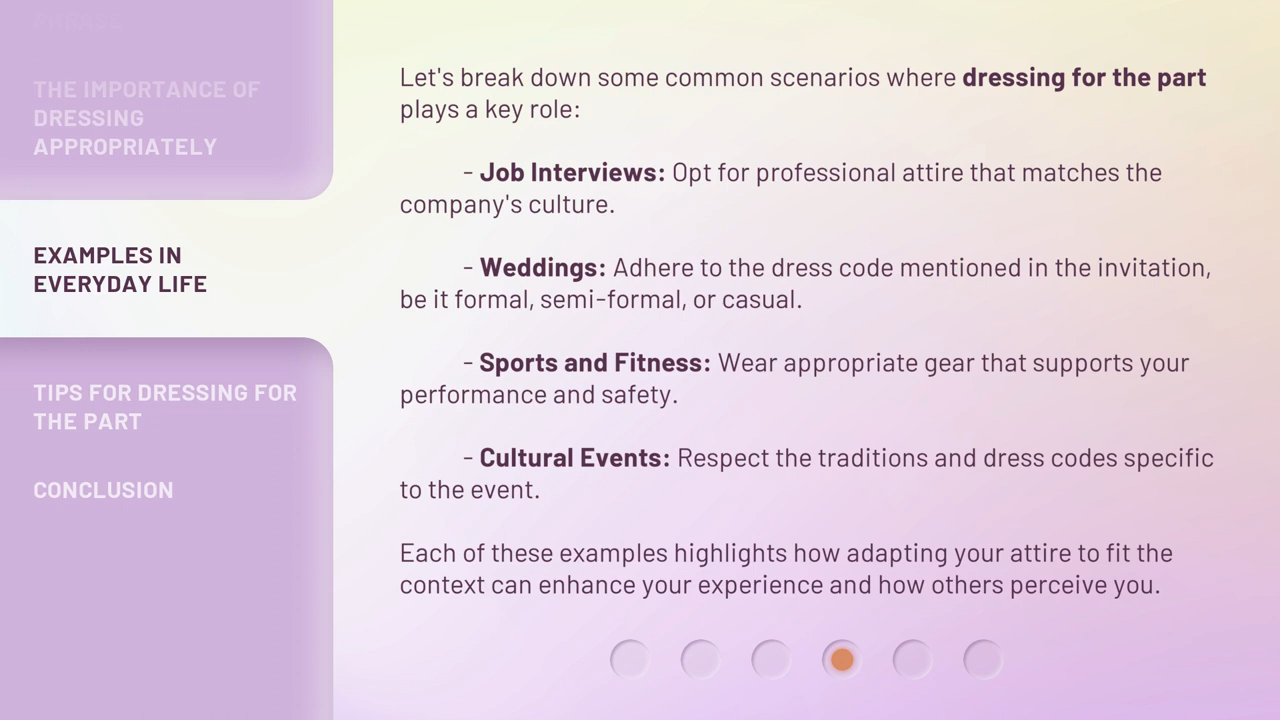 PHRASE
THE IMPORTANCE OF
DRESSING
APPROPRIATELY
EXAMPLES IN
EVERYDAY LIFE
TIPS FOR DRESSING FOR
THE PART
CONCLUSION
Let's break down some common scenarios where dressing for the part
plays a key role:
- Job Interviews: Opt for professional attire that matches the
company's culture.
- Weddings: Adhere to the dress code mentioned in the invitation,
be it formal, semi-formal, or casual.
- Sports and Fitness: Wear appropriate gear that supports your
performance and safety.
- Cultural Events: Respect the traditions and dress codes specific
to the event.
Each of these examples highlights how adapting your attire to fit the
context can enhance your experience and how others perceive you.